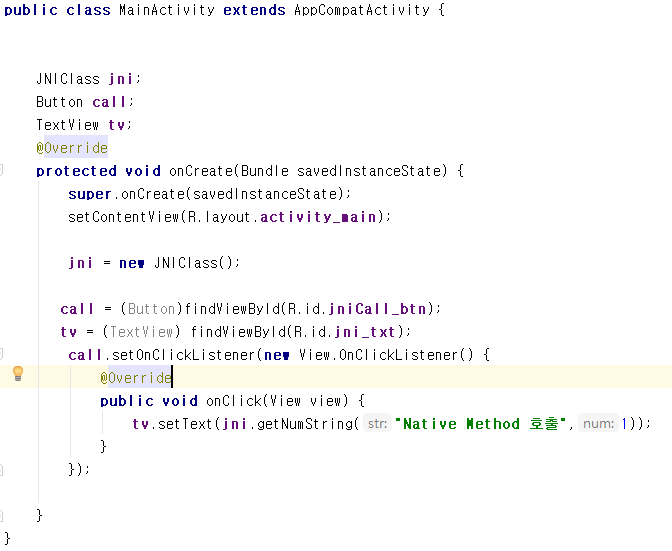 public class MainActivity extends AppCompatActivity {
JNIClass jni;
Button call;
TextView tv;
@Override
protected void onCreate(Bundle savedInstanceState) {
super.onCreate(savedInstanceState);
setContentView(R.layout.activity_main);
jni = new JNIClass();
call = (Button)findViewById(R.id.jniCall_btn);
tv = (TextView) findViewById(R.id.jni_txt);
call.setOnClickListener(new View.OnClickListener() {
@Override
public void onClick(View view) {
tv.setText(jni.getNumString( str: "Native Method 호출", num: 1));
}
});
}
}